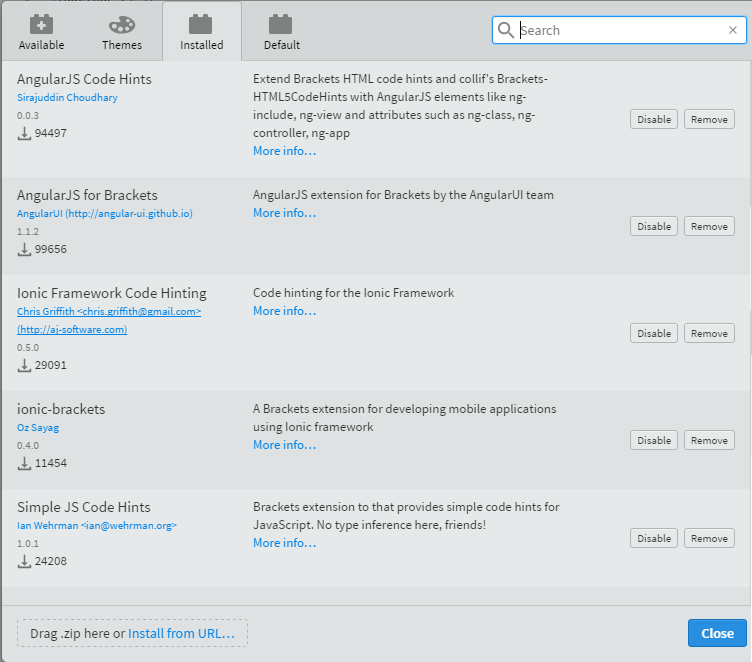 Available
Themes
Installed
Default
Search
AngularJS Code Hints
Sirajuddin Choudhary
0.0.3
94497
Extend Brackets HTML code hints and collif's Brackets-
HTML5CodeHints with AngularJS elements like ng-
include, ng-view and attributes such as ng-class, ng-
controller, ng-app
More info…
Disable
Remove
AngularJS for Brackets
AngularUI (http://angular-ui.github.io)
1.1.2
99656
AngularJS extension for Brackets by the AngularUI team
More info…
Disable
Remove
Ionic Framework Code Hinting
Chris Griffith <chris.griffith@gmail.com>
(http://aj-software.com)
0.5.0
29091
Code hinting for the Ionic Framework
More info…
Disable
Remove
ionic-brackets
Oz Sayag
0.4.0
11454
A Brackets extension for developing mobile applications
using Ionic framework
More info…
Disable
Remove
Simple JS Code Hints
Ian Wehrman <ian@wehrman.org>
1.0.1
24208
Brackets extension to that provides simple code hints for
JavaScript. No type inference here, friends!
More info…
Disable
Remove
Drag .zip here or Install from URL…
Close